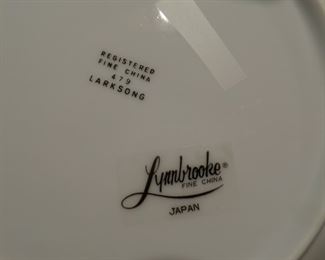 REGISTERED
FINE CHINA
479
LARKSONG
Lynnbrooke®
FINE CHINA
JAPAN